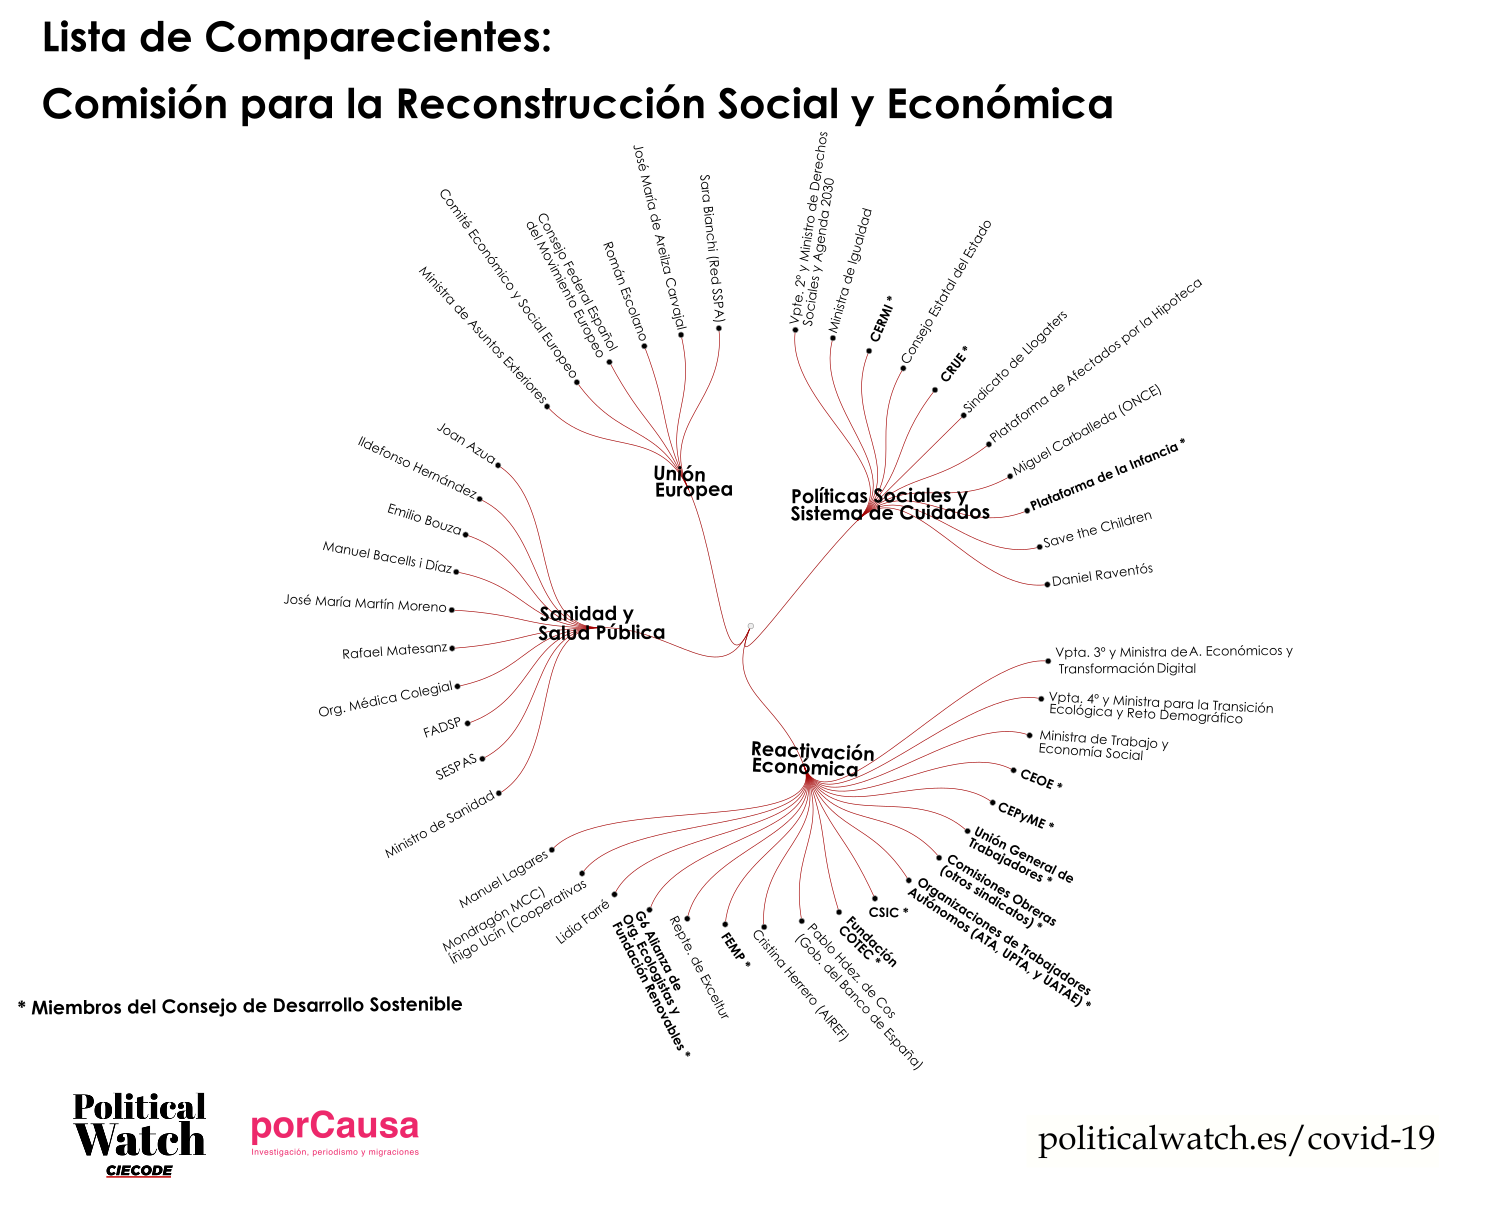 Lista de Comparecientes:
Comisión para la Reconstrucción Social y Económica
Unión
Europea
Ministra de Asuntos Exteriores
Comité Económico y Social Europeo
Consejo Federal Español
del Movimiento Europeo
Román Escolano
José María de Areilza Carvajal
Sara Bianchi (Red SSPA)
Políticas Sociales y
Sistema de Cuidados
Vpte. 2º y Ministro de Derechos
Sociales y Agenda 2030
Ministra de Igualdad
CERMI *
Consejo Estatal del Estado
CRUE *
Sindicato de Llogaters
Plataforma de Afectados por la Hipoteca
Miguel Carballeda (ONCE)
Plataforma de la Infancia *
Save the Children
Daniel Raventós
Sanidad y
Salud Pública
Joan Azua
Ildefonso Hernández
Emilio Bouza
Manuel Bacells i Díaz
José María Martín Moreno
Rafael Matesanz
Org. Médica Colegial
FADSP
SESPAS
Ministro de Sanidad
Reactivación
Económica
Vpta. 3º y Ministra de A. Económicos y
Transformación Digital
Vpta. 4º y Ministra para la Transición
Ecológica y Reto Demográfico
Ministra de Trabajo y
Economía Social
CEOE *
CEPyME *
Unión General de
Trabajadores *
Comisiones Obreras
(otros sindicatos) *
Organizaciones de Trabajadores
Autónomos (ATA, UPTA, y UATAE) *
CSIC *
Fundación
COTEC *
Pablo Hdez. de Cos
(Gob. del Banco de España)
Cristina Herrero (AIREF)
FEMP *
Repte. de Exceltur
G6 Alianza de
Org. Ecologistas y
Fundación Renovables *
Lidia Farré
Mondragón MCC)
Íñigo Ucín (Cooperativas
Manuel Lagares
* Miembros del Consejo de Desarrollo Sostenible
Political
Watch
CIECODE
porCausa
Investigación, periodismo y migraciones
politicalwatch.es/covid-19